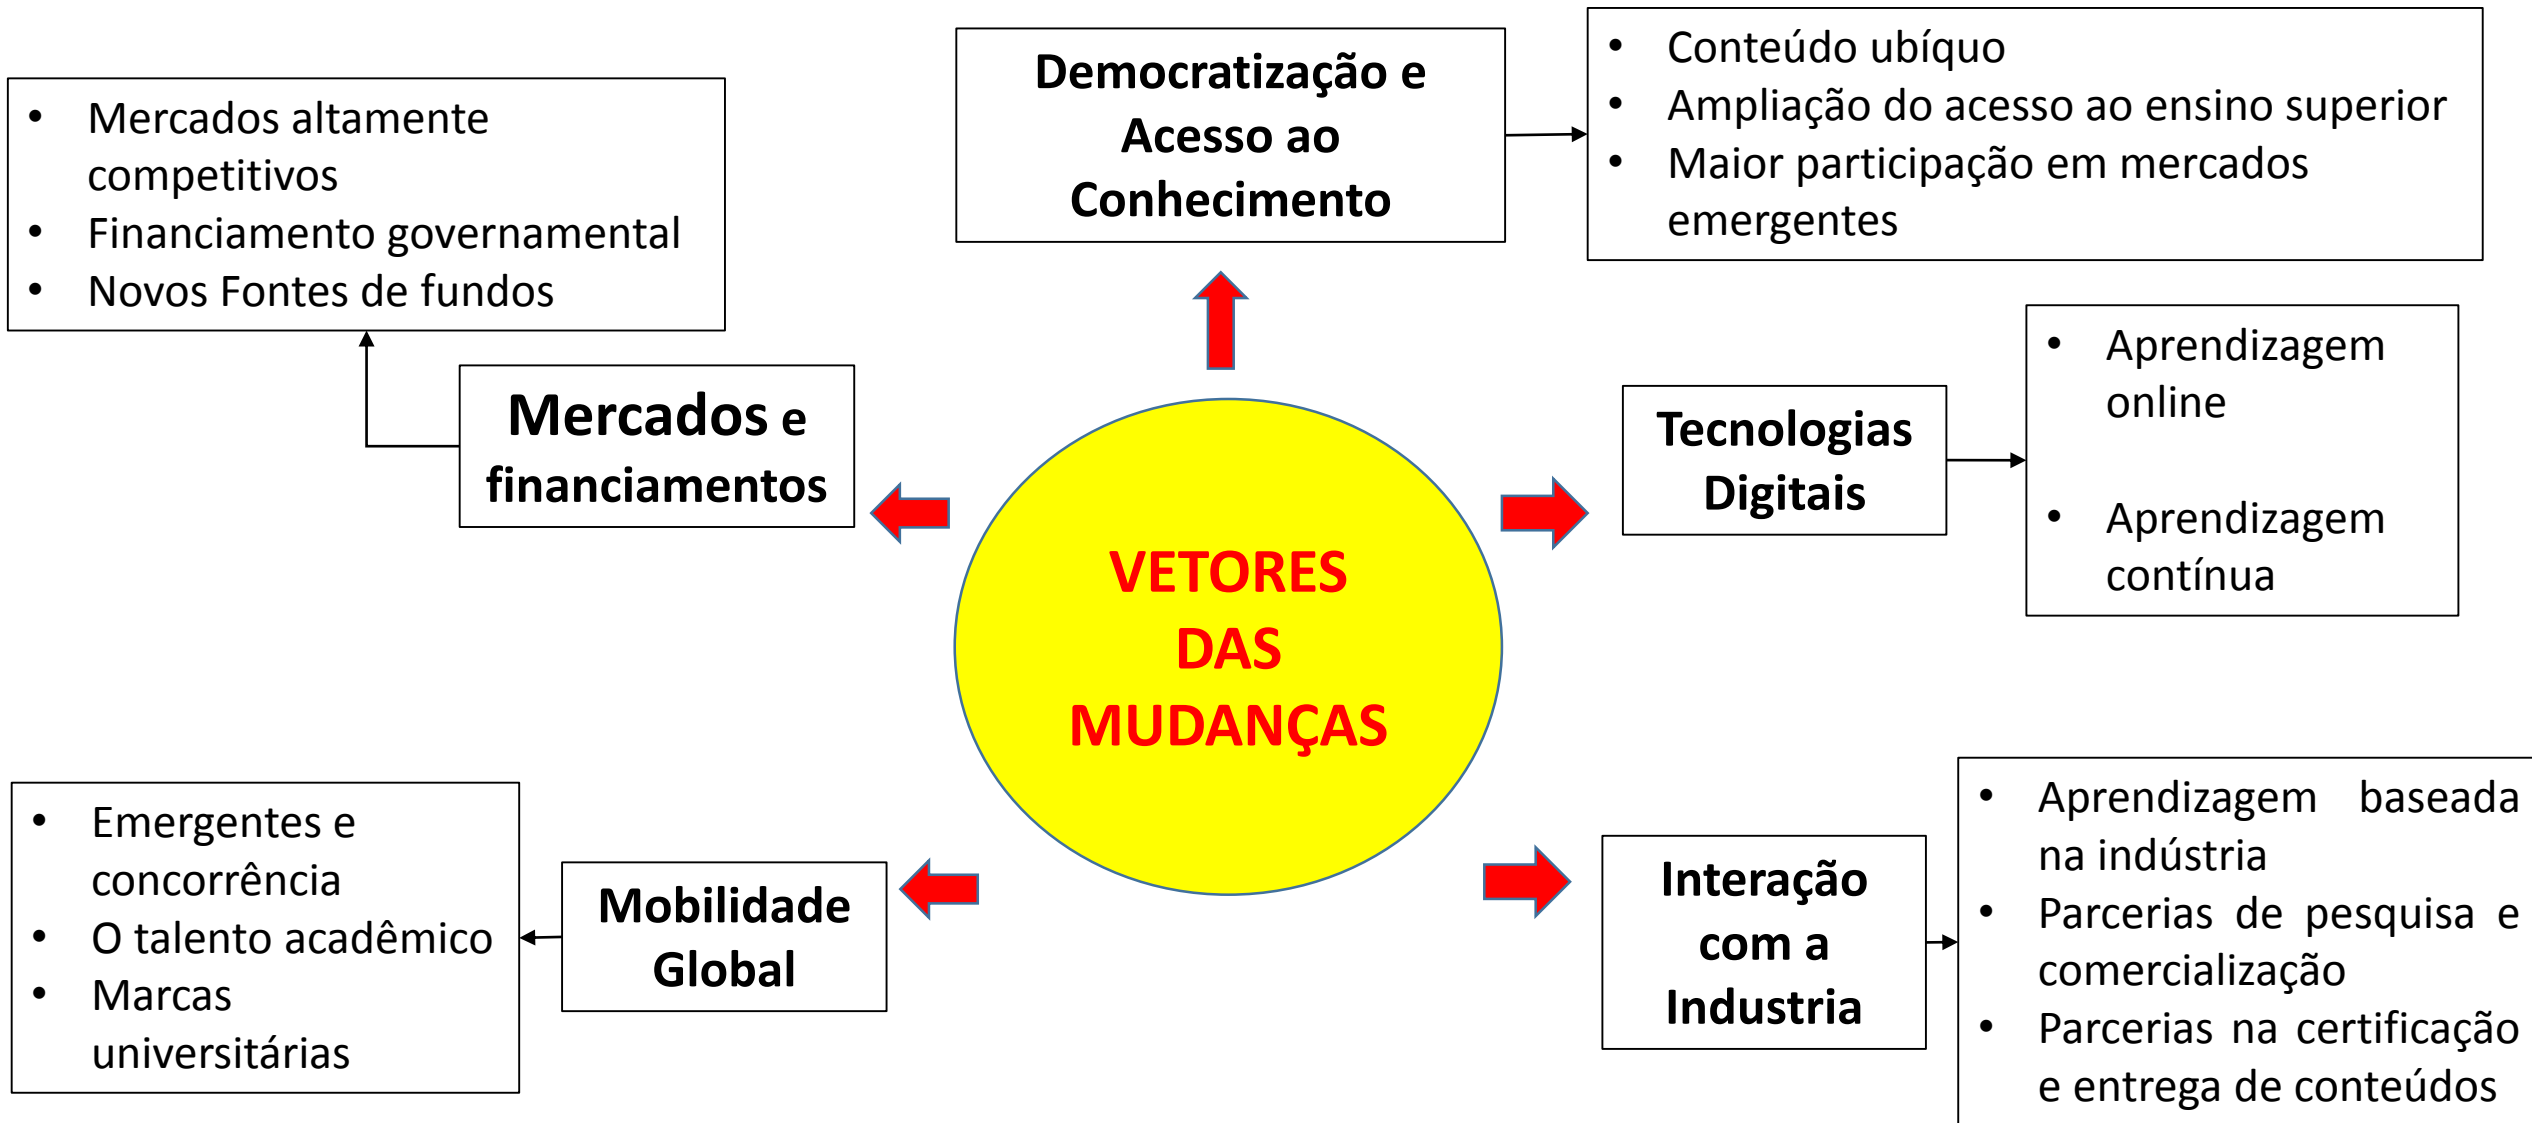 Democratização e
Acesso ao
Conhecimento
• Conteúdo ubíquo
• Ampliação do acesso ao ensino superior
• Maior participação em mercados
emergentes
• Mercados altamente
competitivos
• Financiamento governamental
• Novos Fontes de fundos
Mercados e
financiamentos
Tecnologias
Digitais
• Aprendizagem
online
• Aprendizagem
contínua
VETORES
DAS
MUDANÇAS
• Emergentes e
concorrência
• O talento acadêmico
• Marcas
universitárias
Mobilidade
Global
Interação
com a
Industria
• Aprendizagem baseada
na indústria
• Parcerias de pesquisa e
comercialização
• Parcerias na certificação
e entrega de conteúdos